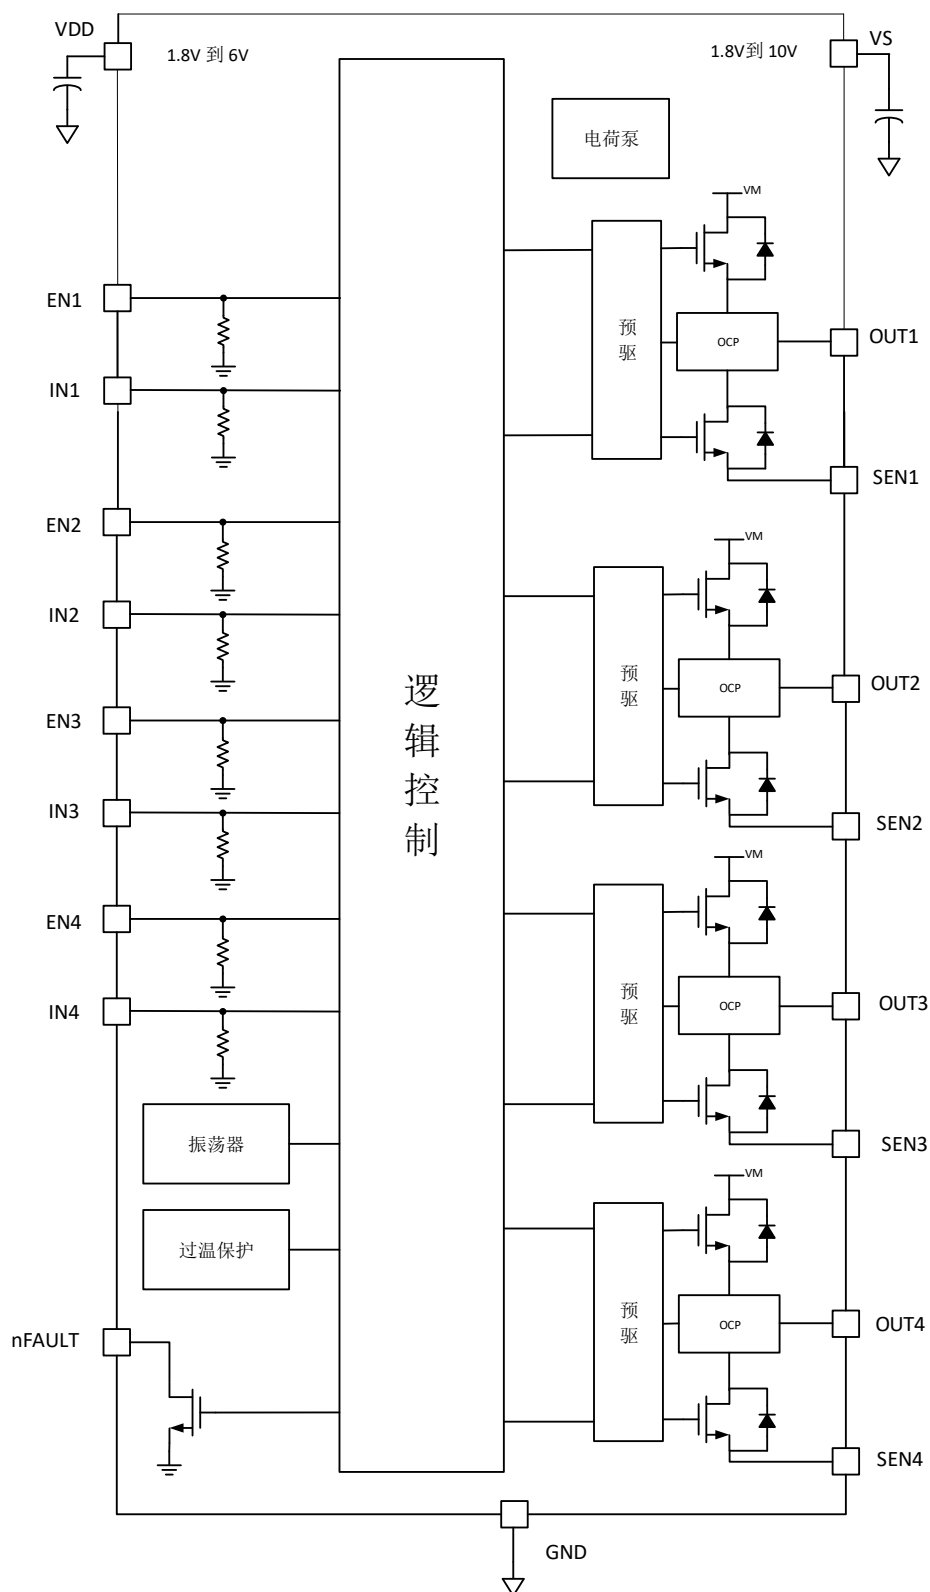 VDD
1.8V 到 6V
1.8V到 10V
VS
电荷泵
VM
EN1
预驱
OCP
OUT1
IN1
SEN1
EN2
VM
IN2
预驱
OCP
OUT2
逻辑控制
EN3
IN3
SEN2
VM
EN4
预驱
OCP
OUT3
IN4
振荡器
SEN3
VM
过温保护
预驱
OCP
OUT4
nFAULT
SEN4
GND